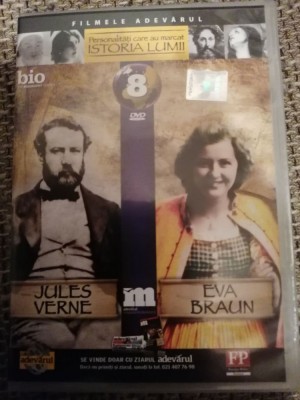 FILMELE ADEVĂRUL
Personalități care au marcat
ISTORIA LUMII
bio
8
DVD
JULES
VERNE
m
EVA
BRAUN
adevărul
SE VINDE DOAR CU ZIARUL adevărul
FP